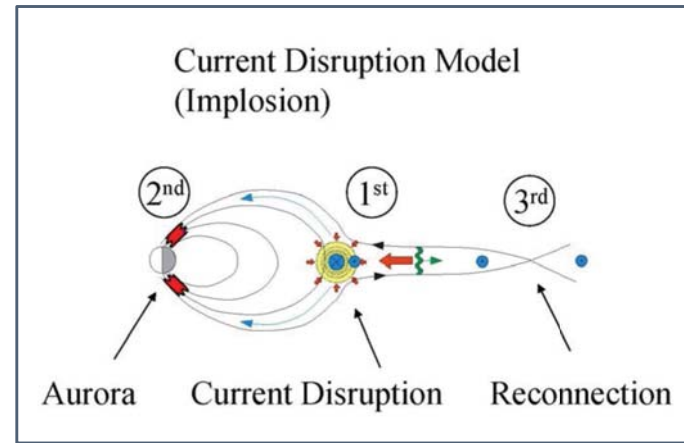 Current Disruption Model
(Implosion)
2nd 1st 3rd
Aurora Current Disruption Reconnection